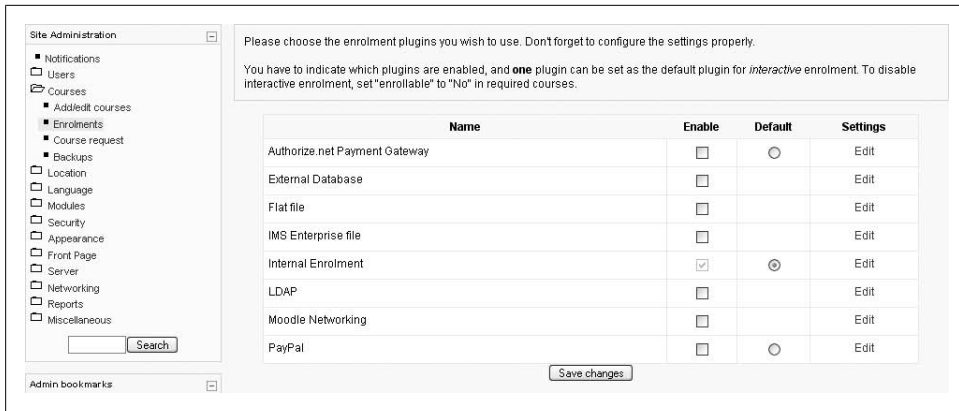 Site Administration
Notifications
Users
Courses
Add/edit courses
Enrolments
Course request
Backups
Location
Language
Modules
Security
Appearance
Front Page
Server
Networking
Reports
Miscellaneous
Search
Admin bookmarks
Please choose the enrolment plugins you wish to use. Don't forget to configure the settings properly.
You have to indicate which plugins are enabled, and one plugin can be set as the default plugin for interactive enrolment. To disable
interactive enrolment, set "enrollable" to "No" in required courses.
Name Enable Default Settings
Authorize.net Payment Gateway Edit
External Database Edit
Flat file Edit
IMS Enterprise file Edit
Internal Enrolment Edit
LDAP Edit
Moodle Networking Edit
PayPal Edit
Save changes